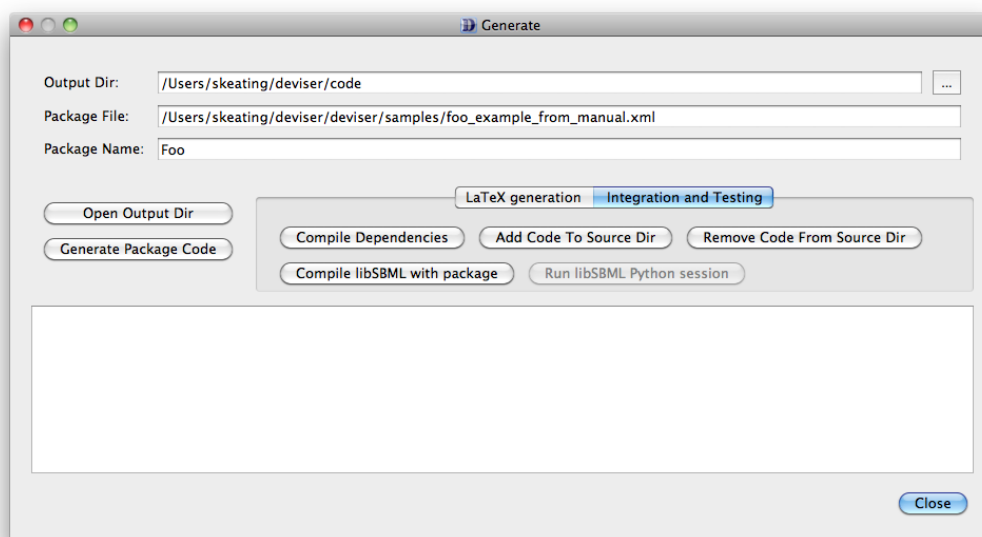 Generate
Output Dir: /Users/skeating/deviser/code ...
Package File: /Users/skeating/deviser/deviser/samples/foo_example_from_manual.xml
Package Name: Foo
LaTeX generation Integration and Testing
Open Output Dir
Compile Dependencies Add Code To Source Dir Remove Code From Source Dir
Generate Package Code
Compile libSBML with package Run libSBML Python session
Close